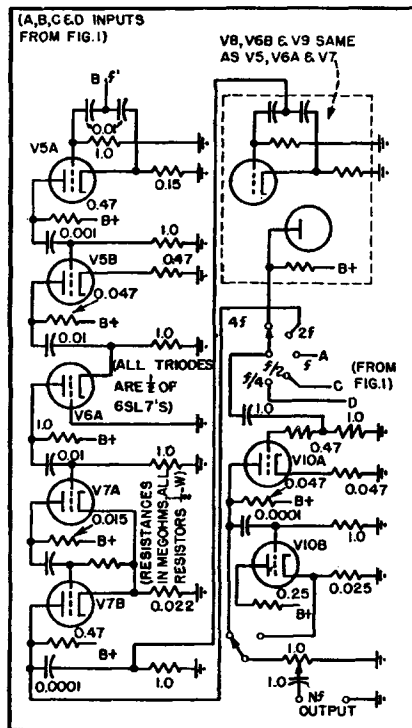 (A,B,C&D INPUTS
FROM FIG.1)
V8, V6B & V9 SAME
AS V5, V6A & V7
B f'
0.01
V5A
1.0
0.15
0.47
B+
0.001
1.0
V5B
0.47
0.047
B+
0.01
1.0
(ALL TRIODES
ARE ½ OF
6SL7'S)
V6A
1.0
B+
0.01
1.0
V7A
0.015
B+
(RESISTANCES
IN MEGOHMS, ALL
RESISTORS ½-W)
V7B
0.022
0.47
B+
0.0001
1.0
B+
4f
2f
f
A
f/2
f/4
C
D
(FROM
FIG.1)
1.0
1.0
0.47
V10A
0.047
0.047
B+
0.0001
1.0
V10B
0.25
0.025
B+
1.0
1.0
Nf
OUTPUT